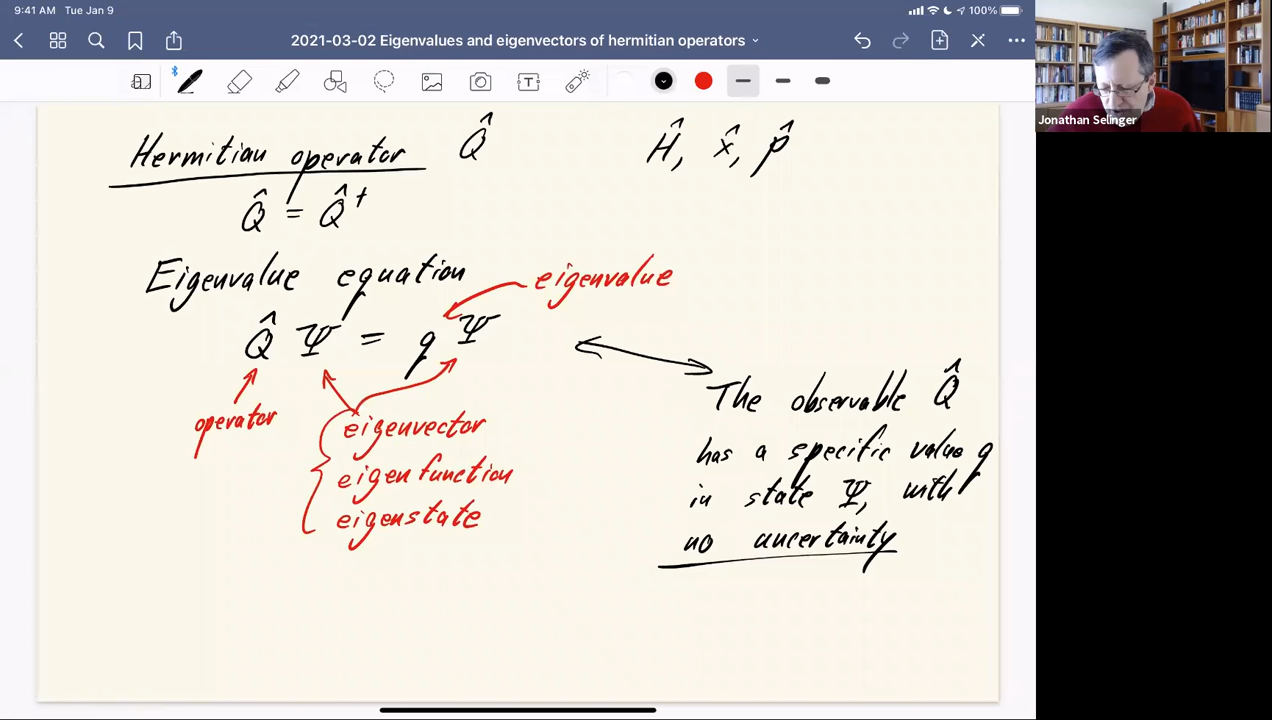 9:41 AM Tue Jan 9
100%
2021-03-02 Eigenvalues and eigenvectors of hermitian operators
Jonathan Selinger
Hermitian operator Q̂ Ĥ, x̂, p̂
Q̂ = Q̂†
Eigenvalue equation
eigenvalue
Q̂ Ψ = q Ψ
operator
eigenvector
eigenfunction
eigenstate
The observable Q̂
has a specific value q
in state Ψ, with
no uncertainty